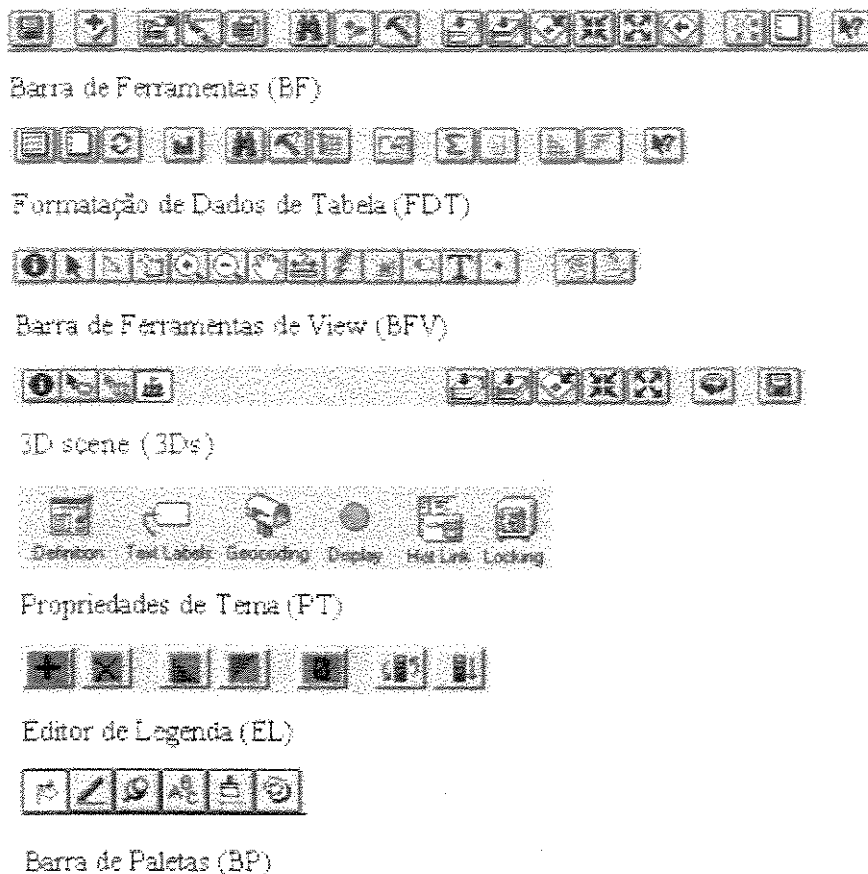 Barra de Ferramentas (BF)
Formatação de Dados de Tabela (FDT)
Barra de Ferramentas de View (BFV)
3D scene (3Ds)
Definition Text Labels Geocoding Display Hot Link Locking
Propriedades de Tema (PT)
Editor de Legenda (EL)
Barra de Paletas (BP)